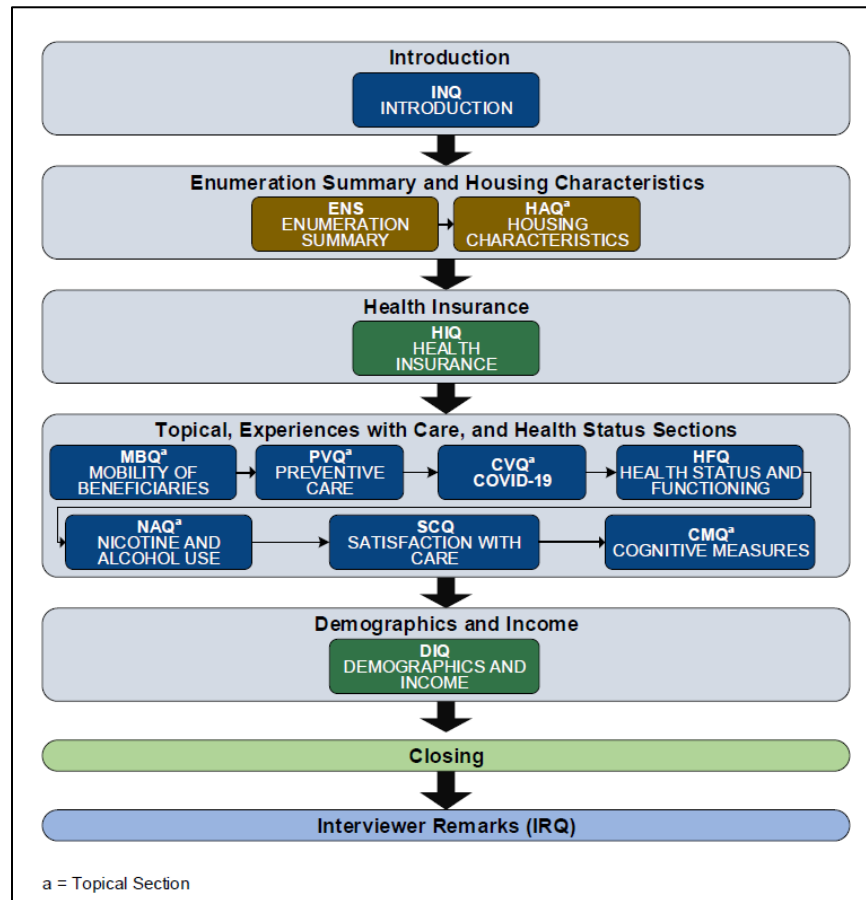 Introduction
INQ
INTRODUCTION
Enumeration Summary and Housing Characteristics
ENS
ENUMERATION
SUMMARY
HAQᵃ
HOUSING
CHARACTERISTICS
Health Insurance
HIQ
HEALTH
INSURANCE
Topical, Experiences with Care, and Health Status Sections
MBQᵃ
MOBILITY OF
BENEFICIARIES
PVQᵃ
PREVENTIVE
CARE
CVQᵃ
COVID-19
HFQ
HEALTH STATUS AND
FUNCTIONING
NAQᵃ
NICOTINE AND
ALCOHOL USE
SCQ
SATISFACTION WITH
CARE
CMQᵃ
COGNITIVE MEASURES
Demographics and Income
DIQ
DEMOGRAPHICS AND
INCOME
Closing
Interviewer Remarks (IRQ)
a = Topical Section